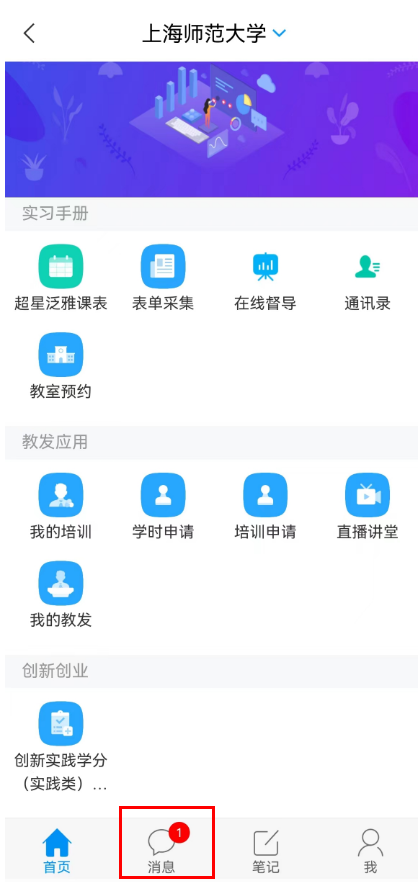 上海师范大学
实习手册
超星泛雅课表 表单采集 在线督导 通讯录
教室预约
教发应用
我的培训 学时申请 培训申请 直播讲堂
我的教发
创新创业
创新实践学分
（实践类）...
1
首页 消息 笔记 我